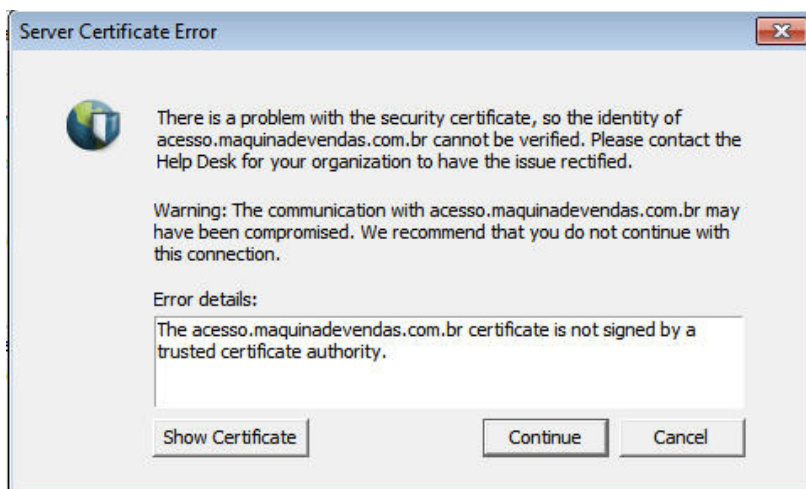 Server Certificate Error
There is a problem with the security certificate, so the identity of
acesso.maquinadevendas.com.br cannot be verified. Please contact the
Help Desk for your organization to have the issue rectified.
Warning: The communication with acesso.maquinadevendas.com.br may
have been compromised. We recommend that you do not continue with
this connection.
Error details:
The acesso.maquinadevendas.com.br certificate is not signed by a
trusted certificate authority.
Show Certificate
Continue
Cancel